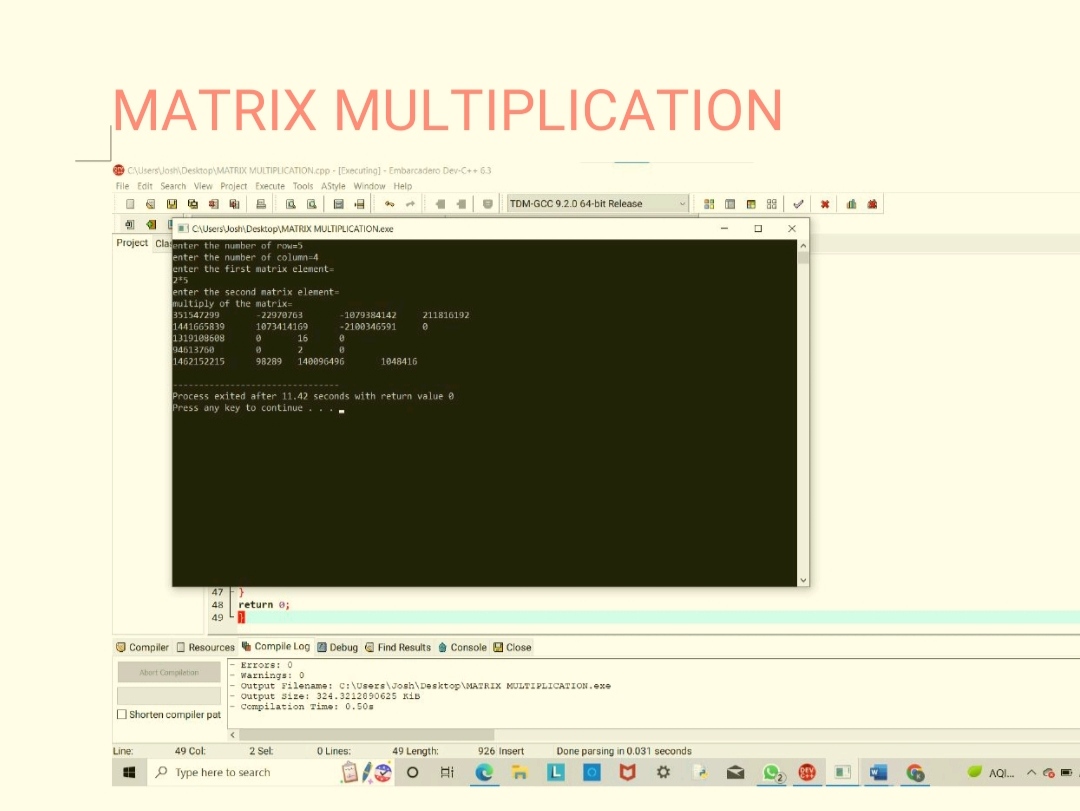 MATRIX MULTIPLICATION
C:\Users\Josh\Desktop\MATRIX MULTIPLICATION.cpp - [Executing] - Embarcadero Dev-C++ 6.3
File Edit Search View Project Execute Tools AStyle Window Help
TDM-GCC 9.2.0 64-bit Release
C:\Users\Josh\Desktop\MATRIX MULTIPLICATION.exe
Project Clas
enter the number of row=5
enter the number of column=4
enter the first matrix element=
2*5
enter the second matrix element=
multiply of the matrix=
351547299 -22970763 -1079384142 211816192
1441665839 1073414169 -2100346591 0
1319108608 0 16 0
94613760 0 2 0
1462152215 98289 140096496 1048416
--------------------------------
Process exited after 11.42 seconds with return value 0
Press any key to continue . . .
47 }
48 return 0;
49 }
Compiler Resources Compile Log Debug Find Results Console Close
Abort Compilation
- Errors: 0
- Warnings: 0
- Output Filename: C:\Users\Josh\Desktop\MATRIX MULTIPLICATION.exe
- Output Size: 324.3212890625 KiB
- Compilation Time: 0.50s
Shorten compiler pat
Line: 49 Col: 2 Sel: 0 Lines: 49 Length: 926 Insert Done parsing in 0.031 seconds
Type here to search
AQI...